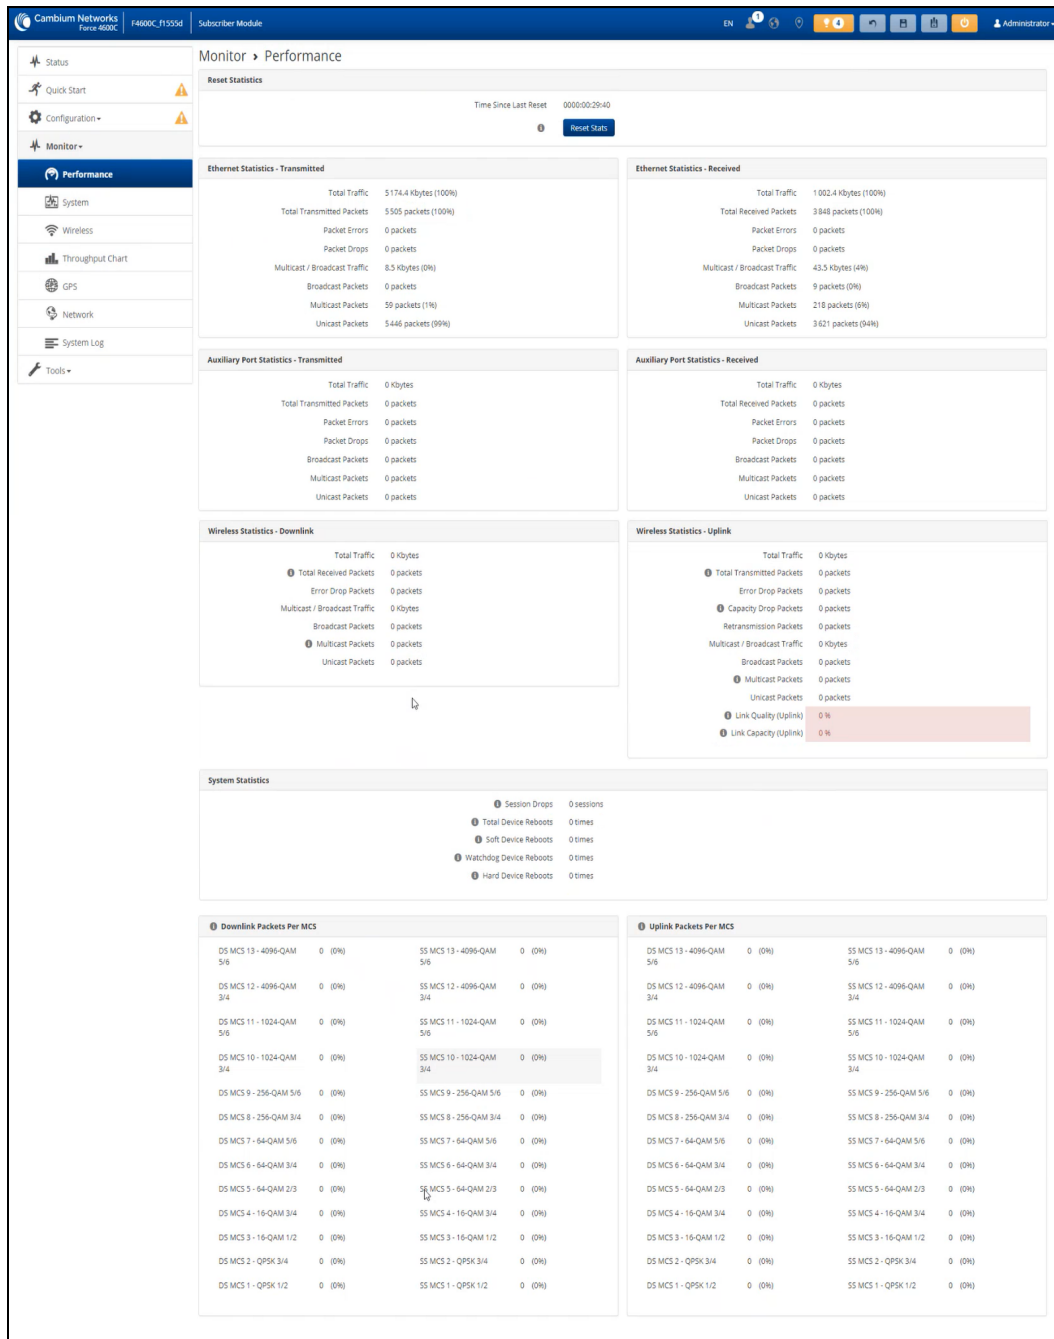 Cambium Networks
Force 4600C
F4600C_f1555d
Subscriber Module
EN
1
4
Administrator
Status
Quick Start
Configuration
Monitor
Performance
System
Wireless
Throughput Chart
GPS
Network
System Log
Tools
Monitor > Performance
Reset Statistics
Time Since Last Reset 0000:00:29:40
Reset Stats
Ethernet Statistics - Transmitted
Total Traffic 5 174.4 Kbytes (100%)
Total Transmitted Packets 5 505 packets (100%)
Packet Errors 0 packets
Packet Drops 0 packets
Multicast / Broadcast Traffic 8.5 Kbytes (0%)
Broadcast Packets 0 packets
Multicast Packets 59 packets (1%)
Unicast Packets 5 446 packets (99%)
Ethernet Statistics - Received
Total Traffic 1 002.4 Kbytes (100%)
Total Received Packets 3 848 packets (100%)
Packet Errors 0 packets
Packet Drops 0 packets
Multicast / Broadcast Traffic 43.5 Kbytes (4%)
Broadcast Packets 9 packets (0%)
Multicast Packets 218 packets (6%)
Unicast Packets 3 621 packets (94%)
Auxiliary Port Statistics - Transmitted
Total Traffic 0 Kbytes
Total Transmitted Packets 0 packets
Packet Errors 0 packets
Packet Drops 0 packets
Broadcast Packets 0 packets
Multicast Packets 0 packets
Unicast Packets 0 packets
Auxiliary Port Statistics - Received
Total Traffic 0 Kbytes
Total Received Packets 0 packets
Packet Errors 0 packets
Packet Drops 0 packets
Broadcast Packets 0 packets
Multicast Packets 0 packets
Unicast Packets 0 packets
Wireless Statistics - Downlink
Total Traffic 0 Kbytes
Total Received Packets 0 packets
Error Drop Packets 0 packets
Multicast / Broadcast Traffic 0 Kbytes
Broadcast Packets 0 packets
Multicast Packets 0 packets
Unicast Packets 0 packets
Wireless Statistics - Uplink
Total Traffic 0 Kbytes
Total Transmitted Packets 0 packets
Error Drop Packets 0 packets
Capacity Drop Packets 0 packets
Retransmission Packets 0 packets
Multicast / Broadcast Traffic 0 Kbytes
Broadcast Packets 0 packets
Multicast Packets 0 packets
Unicast Packets 0 packets
Link Quality (Uplink) 0 %
Link Capacity (Uplink) 0 %
System Statistics
Session Drops 0 sessions
Total Device Reboots 0 times
Soft Device Reboots 0 times
Watchdog Device Reboots 0 times
Hard Device Reboots 0 times
Downlink Packets Per MCS
DS MCS 13 - 4096-QAM 0 (0%) SS MCS 13 - 4096-QAM 0 (0%)
5/6 5/6
DS MCS 12 - 4096-QAM 0 (0%) SS MCS 12 - 4096-QAM 0 (0%)
3/4 3/4
DS MCS 11 - 1024-QAM 0 (0%) SS MCS 11 - 1024-QAM 0 (0%)
5/6 5/6
DS MCS 10 - 1024-QAM 0 (0%) SS MCS 10 - 1024-QAM 0 (0%)
3/4 3/4
DS MCS 9 - 256-QAM 5/6 0 (0%) SS MCS 9 - 256-QAM 5/6 0 (0%)
DS MCS 8 - 256-QAM 3/4 0 (0%) SS MCS 8 - 256-QAM 3/4 0 (0%)
DS MCS 7 - 64-QAM 5/6 0 (0%) SS MCS 7 - 64-QAM 5/6 0 (0%)
DS MCS 6 - 64-QAM 3/4 0 (0%) SS MCS 6 - 64-QAM 3/4 0 (0%)
DS MCS 5 - 64-QAM 2/3 0 (0%) SS MCS 5 - 64-QAM 2/3 0 (0%)
DS MCS 4 - 16-QAM 3/4 0 (0%) SS MCS 4 - 16-QAM 3/4 0 (0%)
DS MCS 3 - 16-QAM 1/2 0 (0%) SS MCS 3 - 16-QAM 1/2 0 (0%)
DS MCS 2 - QPSK 3/4 0 (0%) SS MCS 2 - QPSK 3/4 0 (0%)
DS MCS 1 - QPSK 1/2 0 (0%) SS MCS 1 - QPSK 1/2 0 (0%)
Uplink Packets Per MCS
DS MCS 13 - 4096-QAM 0 (0%) SS MCS 13 - 4096-QAM 0 (0%)
5/6 5/6
DS MCS 12 - 4096-QAM 0 (0%) SS MCS 12 - 4096-QAM 0 (0%)
3/4 3/4
DS MCS 11 - 1024-QAM 0 (0%) SS MCS 11 - 1024-QAM 0 (0%)
5/6 5/6
DS MCS 10 - 1024-QAM 0 (0%) SS MCS 10 - 1024-QAM 0 (0%)
3/4 3/4
DS MCS 9 - 256-QAM 5/6 0 (0%) SS MCS 9 - 256-QAM 5/6 0 (0%)
DS MCS 8 - 256-QAM 3/4 0 (0%) SS MCS 8 - 256-QAM 3/4 0 (0%)
DS MCS 7 - 64-QAM 5/6 0 (0%) SS MCS 7 - 64-QAM 5/6 0 (0%)
DS MCS 6 - 64-QAM 3/4 0 (0%) SS MCS 6 - 64-QAM 3/4 0 (0%)
DS MCS 5 - 64-QAM 2/3 0 (0%) SS MCS 5 - 64-QAM 2/3 0 (0%)
DS MCS 4 - 16-QAM 3/4 0 (0%) SS MCS 4 - 16-QAM 3/4 0 (0%)
DS MCS 3 - 16-QAM 1/2 0 (0%) SS MCS 3 - 16-QAM 1/2 0 (0%)
DS MCS 2 - QPSK 3/4 0 (0%) SS MCS 2 - QPSK 3/4 0 (0%)
DS MCS 1 - QPSK 1/2 0 (0%) SS MCS 1 - QPSK 1/2 0 (0%)